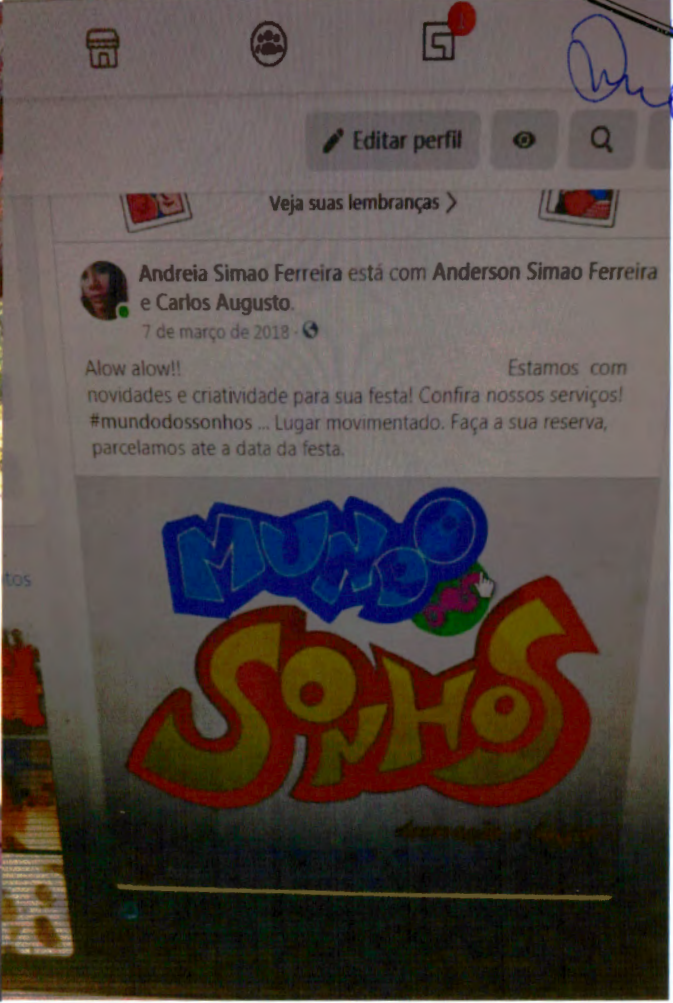 1
Editar perfil
Veja suas lembranças
Andreia Simao Ferreira está com Anderson Simao Ferreira
e Carlos Augusto.
7 de março de 2018 ·
Alow alow!! Estamos com
novidades e criatividade para sua festa! Confira nossos serviços!
#mundodossonhos ... Lugar movimentado. Faça a sua reserva,
parcelamos ate a data da festa.
MUNDO
SONHOS